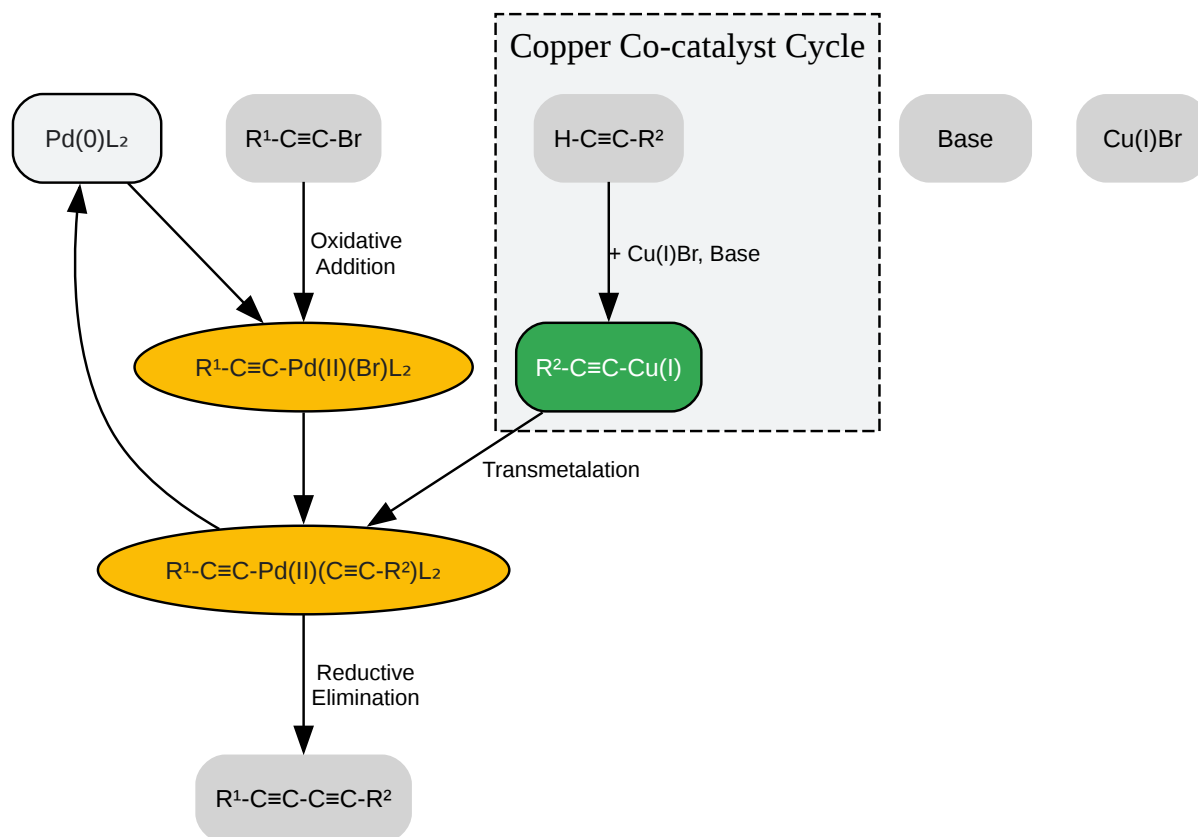 Copper Co-catalyst Cycle
Pd(0)L₂
R¹-C≡C-Br
H-C≡C-R²
Base
Cu(I)Br
Oxidative
Addition
+ Cu(I)Br, Base
R¹-C≡C-Pd(II)(Br)L₂
R²-C≡C-Cu(I)
Transmetalation
R¹-C≡C-Pd(II)(C≡C-R²)L₂
Reductive
Elimination
R¹-C≡C-C≡C-R²